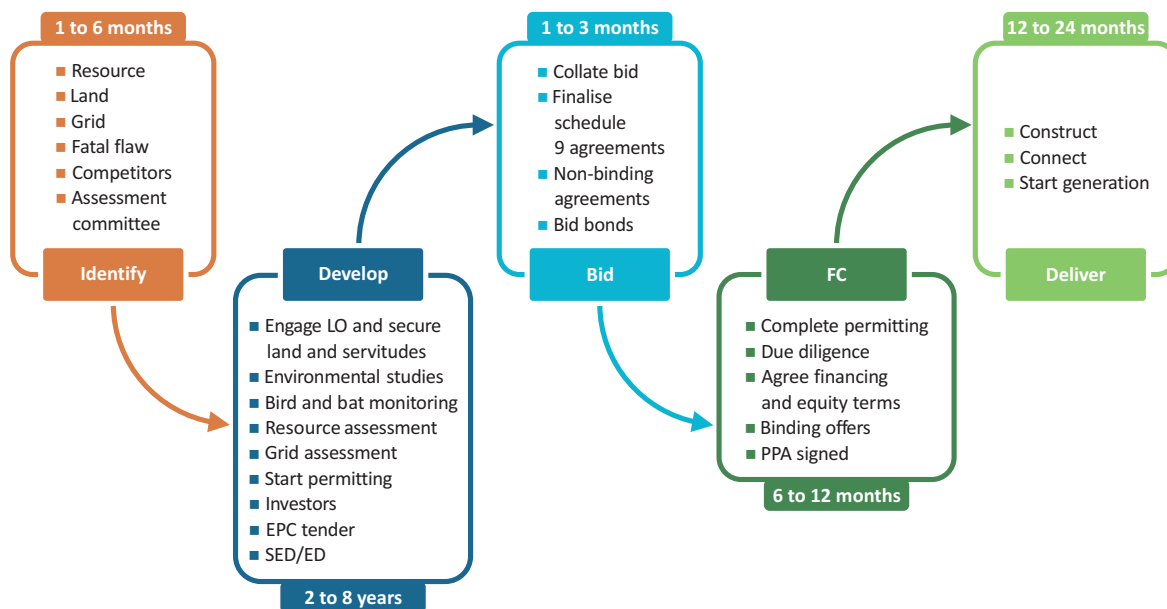 1 to 6 months
Resource
Land
Grid
Fatal flaw
Competitors
Assessment
committee
Identify
Develop
Engage LO and secure
land and servitudes
Environmental studies
Bird and bat monitoring
Resource assessment
Grid assessment
Start permitting
Investors
EPC tender
SED/ED
2 to 8 years
1 to 3 months
Collate bid
Finalise
schedule
9 agreements
Non-binding
agreements
Bid bonds
Bid
FC
Complete permitting
Due diligence
Agree financing
and equity terms
Binding offers
PPA signed
6 to 12 months
12 to 24 months
Construct
Connect
Start generation
Deliver